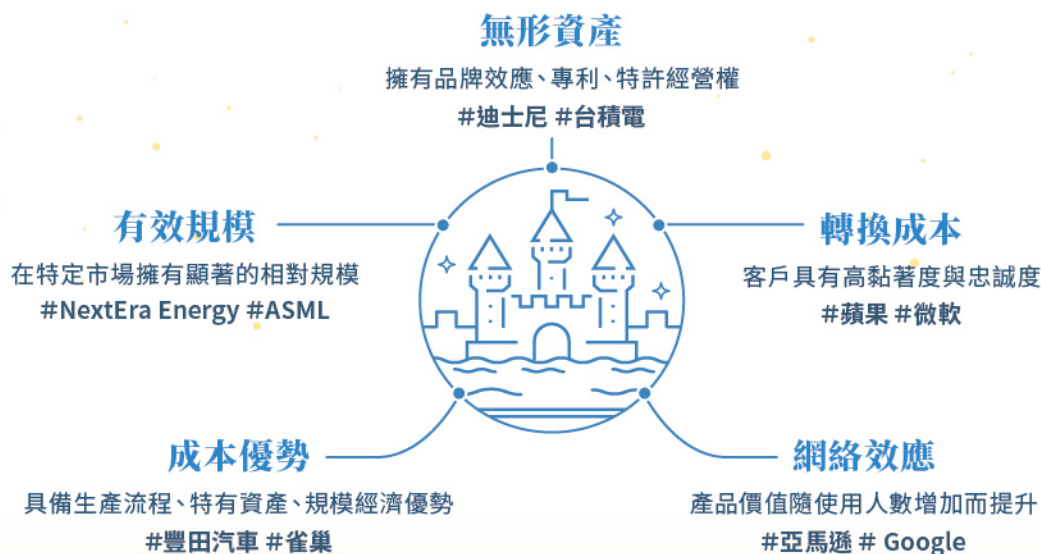 無形資產
擁有品牌效應、專利、特許經營權
#迪士尼 #台積電
有效規模
在特定市場擁有顯著的相對規模
#NextEra Energy #ASML
轉換成本
客戶具有高黏著度與忠誠度
#蘋果 #微軟
成本優勢
具備生產流程、特有資產、規模經濟優勢
#豐田汽車 #雀巢
網絡效應
產品價值隨使用人數增加而提升
#亞馬遜 # Google